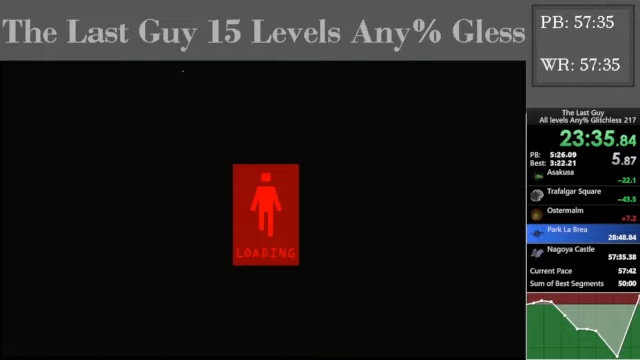 The Last Guy 15 Levels Any% Gless
PB: 57:35
WR: 57:35
The Last Guy
All levels Any% Glitchless 217
23:35.84
PB: 5:26.09
Best: 3:22.21
5.87
Asakusa
−22.1
Trafalgar Square
−43.5
Ostermalm
+7.2
Park La Brea
28:48.84
Nagoya Castle
57:35.38
Current Pace 57:42
Sum of Best Segments 50:00
LOADING